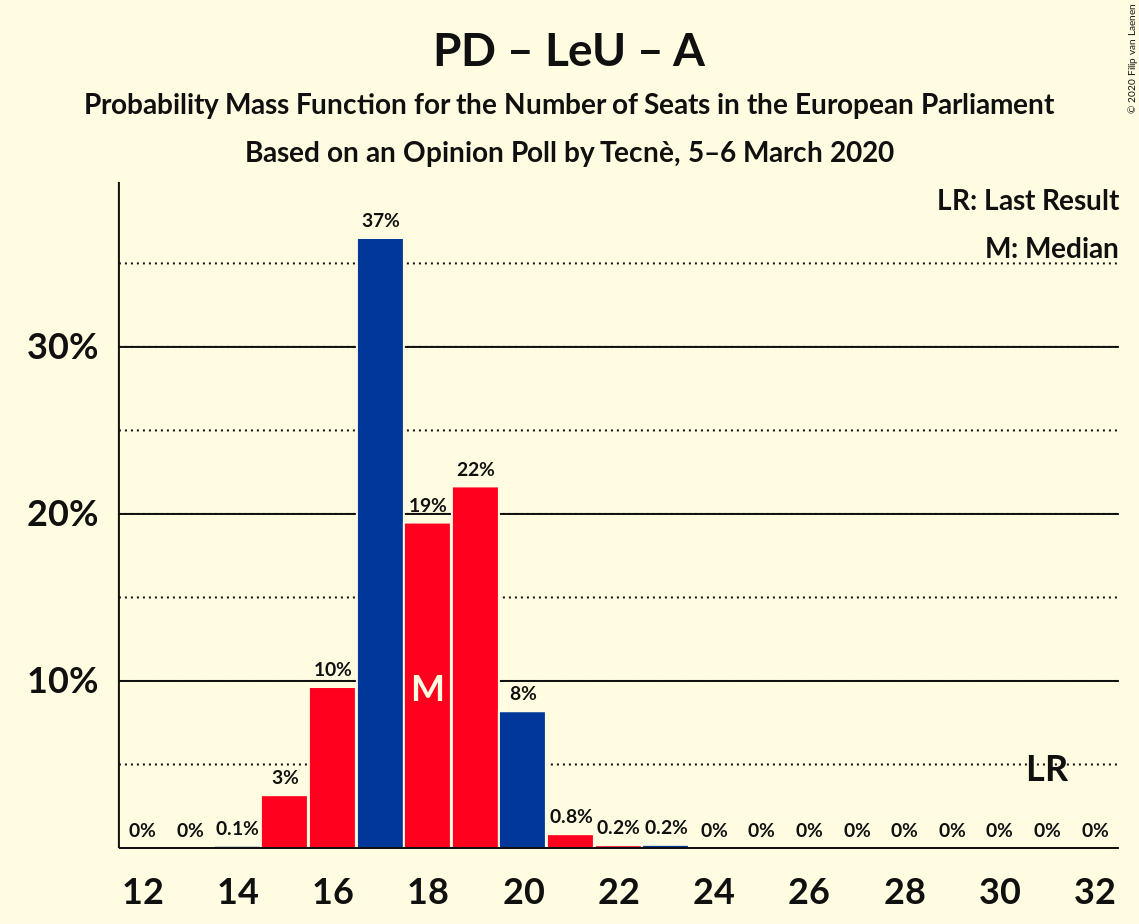 PD – LeU – A
Probability Mass Function for the Number of Seats in the European Parliament
Based on an Opinion Poll by Tecnè, 5–6 March 2020
© 2020 Filip van Laenen
LR: Last Result
M: Median
37%
30%
22%
19%
20%
10%
10%
M
8%
3%
LR
0% 0% 0.1% 0.8% 0.2% 0.2% 0% 0% 0% 0% 0% 0% 0% 0% 0%
12 14 16 18 20 22 24 26 28 30 32